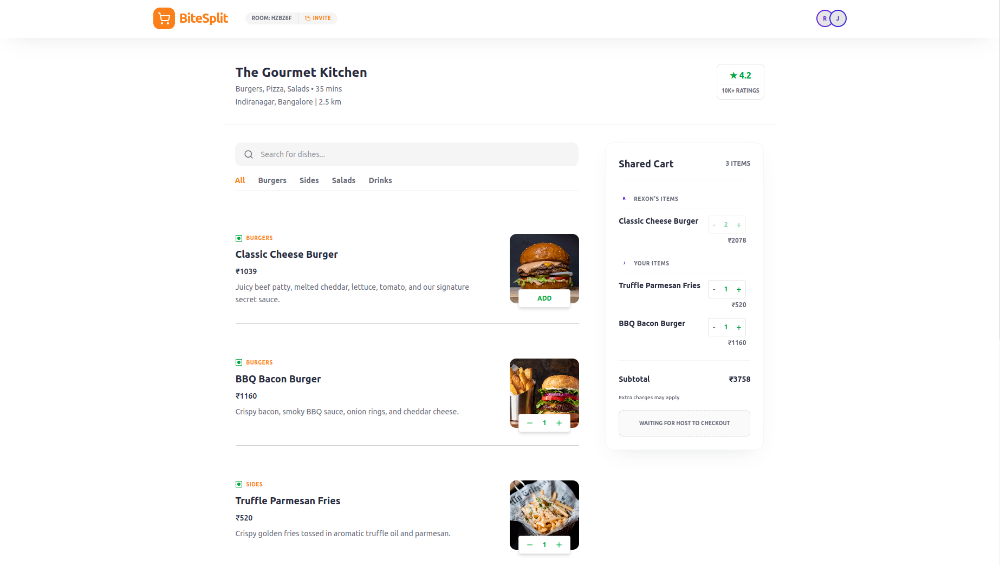 BiteSplit
ROOM: HZBZ6F
INVITE
R
J
The Gourmet Kitchen
Burgers, Pizza, Salads • 35 mins
Indiranagar, Bangalore | 2.5 km
★ 4.2
10K+ RATINGS
Search for dishes...
All Burgers Sides Salads Drinks
BURGERS
Classic Cheese Burger
₹1039
Juicy beef patty, melted cheddar, lettuce, tomato, and our signature
secret sauce.
ADD
BURGERS
BBQ Bacon Burger
₹1160
Crispy bacon, smoky BBQ sauce, onion rings, and cheddar cheese.
− 1 +
SIDES
Truffle Parmesan Fries
₹520
Crispy golden fries tossed in aromatic truffle oil and parmesan.
− 1 +
Shared Cart
3 ITEMS
R REXON'S ITEMS
Classic Cheese Burger
- 2 +
₹2078
J YOUR ITEMS
Truffle Parmesan Fries
- 1 +
₹520
BBQ Bacon Burger
- 1 +
₹1160
Subtotal ₹3758
Extra charges may apply
WAITING FOR HOST TO CHECKOUT